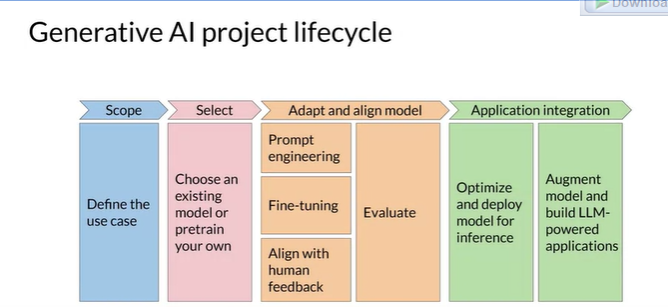 Download
Generative AI project lifecycle
Scope
Select
Adapt and align model
Application integration
Define the
use case
Choose an
existing
model or
pretrain
your own
Prompt
engineering
Fine-tuning
Align with
human
feedback
Evaluate
Optimize
and deploy
model for
inference
Augment
model and
build LLM-
powered
applications